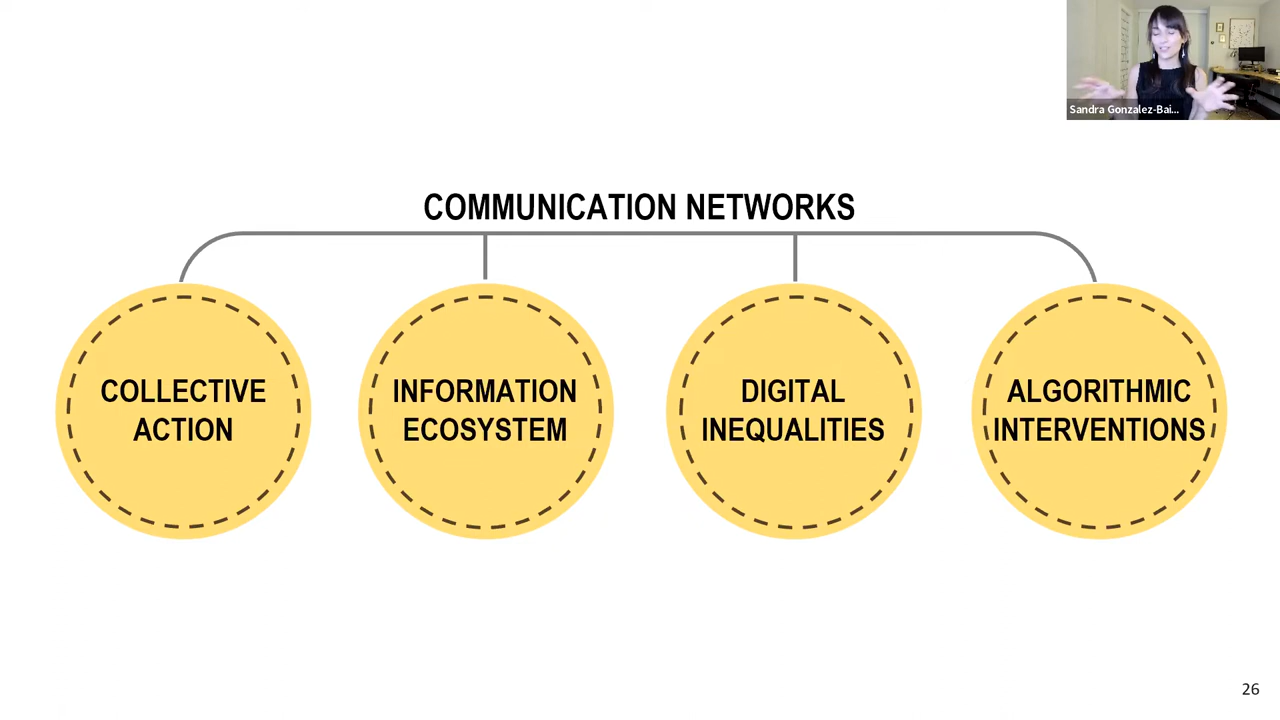 Sandra Gonzalez-Bai...
COMMUNICATION NETWORKS
COLLECTIVE
ACTION
INFORMATION
ECOSYSTEM
DIGITAL
INEQUALITIES
ALGORITHMIC
INTERVENTIONS
26